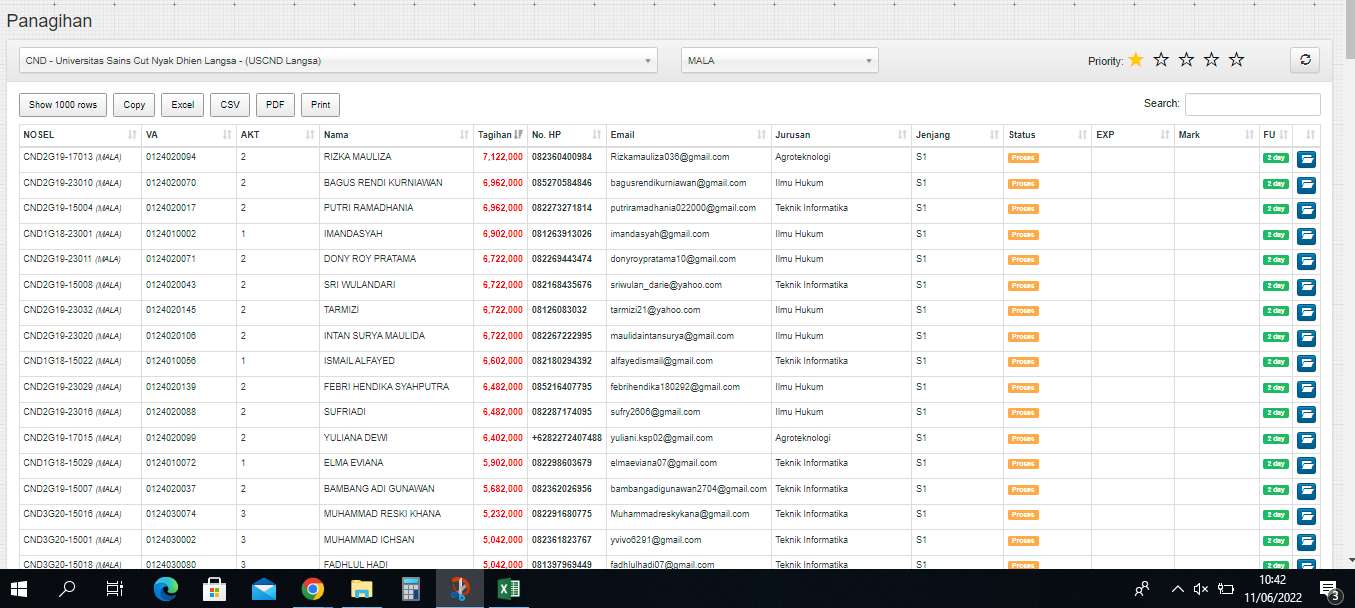 Panagihan
CND - Universitas Sains Cut Nyak Dhien Langsa - (USCND Langsa) MALA Priority:
Show 1000 rows Copy Excel CSV PDF Print Search:
NOSEL VA AKT Nama Tagihan No. HP Email Jurusan Jenjang Status EXP Mark FU
CND2G19-17013 (MALA) 0124020094 2 RIZKA MAULIZA 7,122,000 082360400984 Rizkamauliza036@gmail.com Agroteknologi S1 Proses 2 day
CND2G19-23010 (MALA) 0124020070 2 BAGUS RENDI KURNIAWAN 6,962,000 085270584846 bagusrendikurniawan@gmail.com Ilmu Hukum S1 Proses 2 day
CND2G19-15004 (MALA) 0124020017 2 PUTRI RAMADHANIA 6,962,000 082273271814 putriramadhania022000@gmail.com Teknik Informatika S1 Proses 2 day
CND1G18-23001 (MALA) 0124010002 1 IMANDASYAH 6,902,000 081263913026 imandasyah@gmail.com Ilmu Hukum S1 Proses 2 day
CND2G19-23011 (MALA) 0124020071 2 DONY ROY PRATAMA 6,722,000 082269443474 donyroypratama10@gmail.com Ilmu Hukum S1 Proses 2 day
CND2G19-15008 (MALA) 0124020043 2 SRI WULANDARI 6,722,000 082168435676 sriwulan_darie@yahoo.com Teknik Informatika S1 Proses 2 day
CND2G19-23032 (MALA) 0124020145 2 TARMIZI 6,722,000 08126083032 tarmizi21@yahoo.com Ilmu Hukum S1 Proses 2 day
CND2G19-23020 (MALA) 0124020106 2 INTAN SURYA MAULIDA 6,722,000 082267222995 maulidaintansurya@gmail.com Ilmu Hukum S1 Proses 2 day
CND1G18-15022 (MALA) 0124010056 1 ISMAIL ALFAYED 6,602,000 082180294392 alfayedismail@gmail.com Teknik Informatika S1 Proses 2 day
CND2G19-23029 (MALA) 0124020139 2 FEBRI HENDIKA SYAHPUTRA 6,482,000 085216407795 febrihendika180292@gmail.com Ilmu Hukum S1 Proses 2 day
CND2G19-23016 (MALA) 0124020088 2 SUFRIADI 6,482,000 082287174095 sufry2606@gmail.com Ilmu Hukum S1 Proses 2 day
CND2G19-17015 (MALA) 0124020099 2 YULIANA DEWI 6,402,000 +6282272407488 yuliani.ksp02@gmail.com Agroteknologi S1 Proses 2 day
CND1G18-15029 (MALA) 0124010072 1 ELMA EVIANA 5,902,000 082298603679 elmaeviana07@gmail.com Teknik Informatika S1 Proses 2 day
CND2G19-15007 (MALA) 0124020037 2 BAMBANG ADI GUNAWAN 5,682,000 082362026956 bambangadigunawan2704@gmail.com Teknik Informatika S1 Proses 2 day
CND3G20-15016 (MALA) 0124030074 3 MUHAMMAD RESKI KHANA 5,232,000 082291680775 Muhammadreskykana@gmail.com Teknik Informatika S1 Proses 2 day
CND3G20-15001 (MALA) 0124030002 3 MUHAMMAD ICHSAN 5,042,000 082361823767 yvivo6291@gmail.com Teknik Informatika S1 Proses 2 day
CND3G20-15018 (MALA) 0124030080 3 FADHLUL HADI 5,042,000 081397969449 fadhlulhadi07@gmail.com Teknik Informatika S1 Proses 2 day
10:42
11/06/2022 3